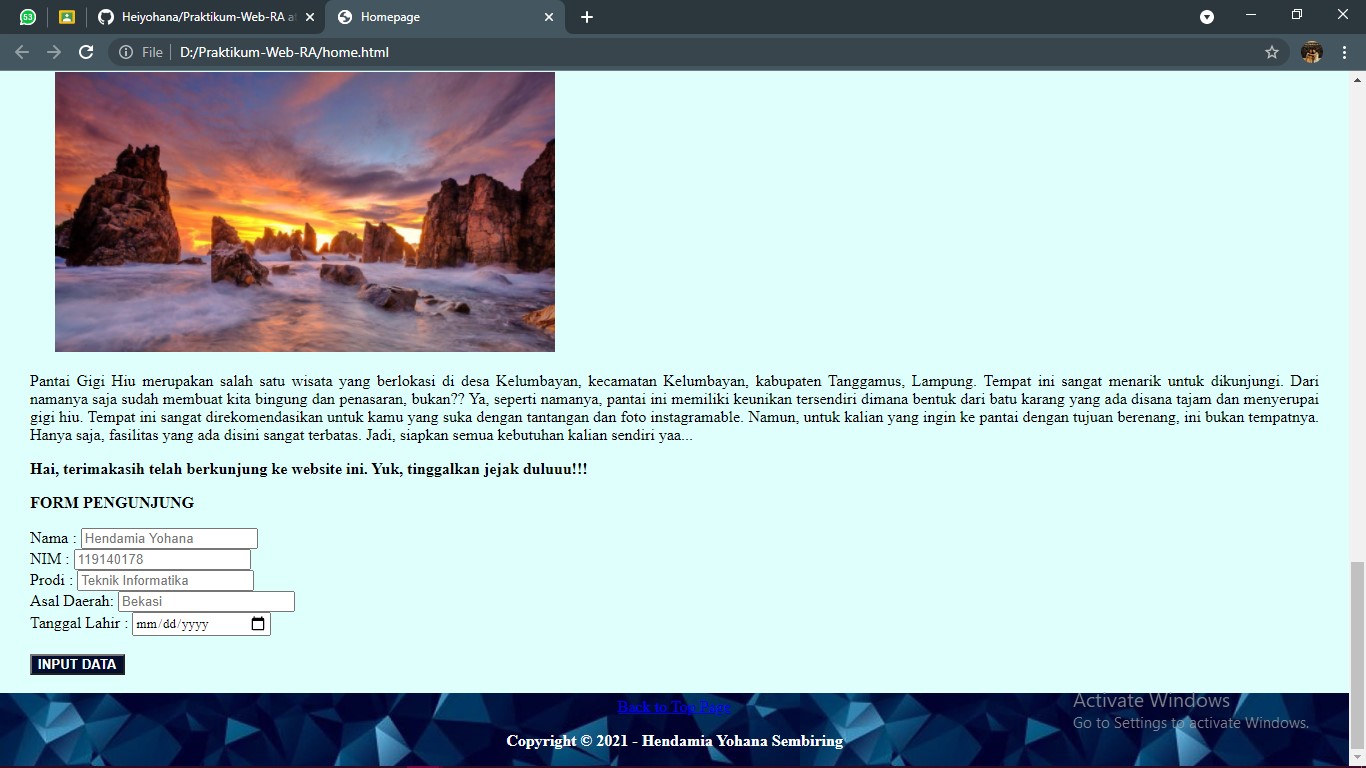 53
Heiyohana/Praktikum-Web-RA at
Homepage
File
D:/Praktikum-Web-RA/home.html
Pantai Gigi Hiu merupakan salah satu wisata yang berlokasi di desa Kelumbayan, kecamatan Kelumbayan, kabupaten Tanggamus, Lampung. Tempat ini sangat menarik untuk dikunjungi. Dari
namanya saja sudah membuat kita bingung dan penasaran, bukan?? Ya, seperti namanya, pantai ini memiliki keunikan tersendiri dimana bentuk dari batu karang yang ada disana tajam dan menyerupai
gigi hiu. Tempat ini sangat direkomendasikan untuk kamu yang suka dengan tantangan dan foto instagramable. Namun, untuk kalian yang ingin ke pantai dengan tujuan berenang, ini bukan tempatnya.
Hanya saja, fasilitas yang ada disini sangat terbatas. Jadi, siapkan semua kebutuhan kalian sendiri yaa...
Hai, terimakasih telah berkunjung ke website ini. Yuk, tinggalkan jejak duluuu!!!
FORM PENGUNJUNG
Nama : Hendamia Yohana
NIM : 119140178
Prodi : Teknik Informatika
Asal Daerah: Bekasi
Tanggal Lahir : mm/dd/yyyy
INPUT DATA
Back to Top Page
Activate Windows
Go to Settings to activate Windows.
Copyright © 2021 - Hendamia Yohana Sembiring